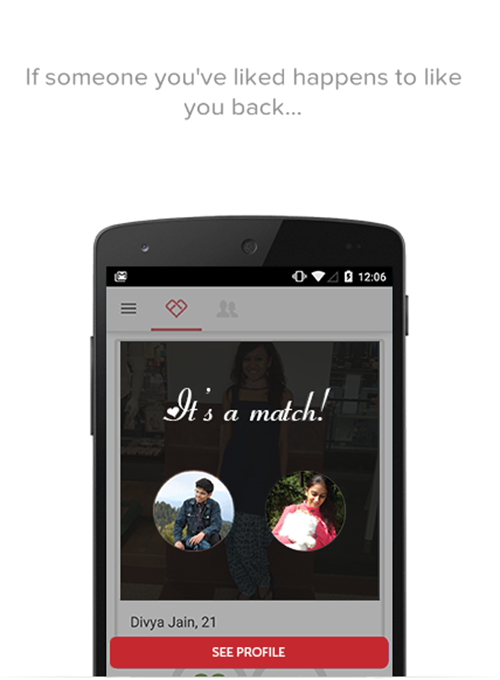 If someone you've liked happens to like
you back...
12:06
It's a match!
Divya Jain, 21
SEE PROFILE